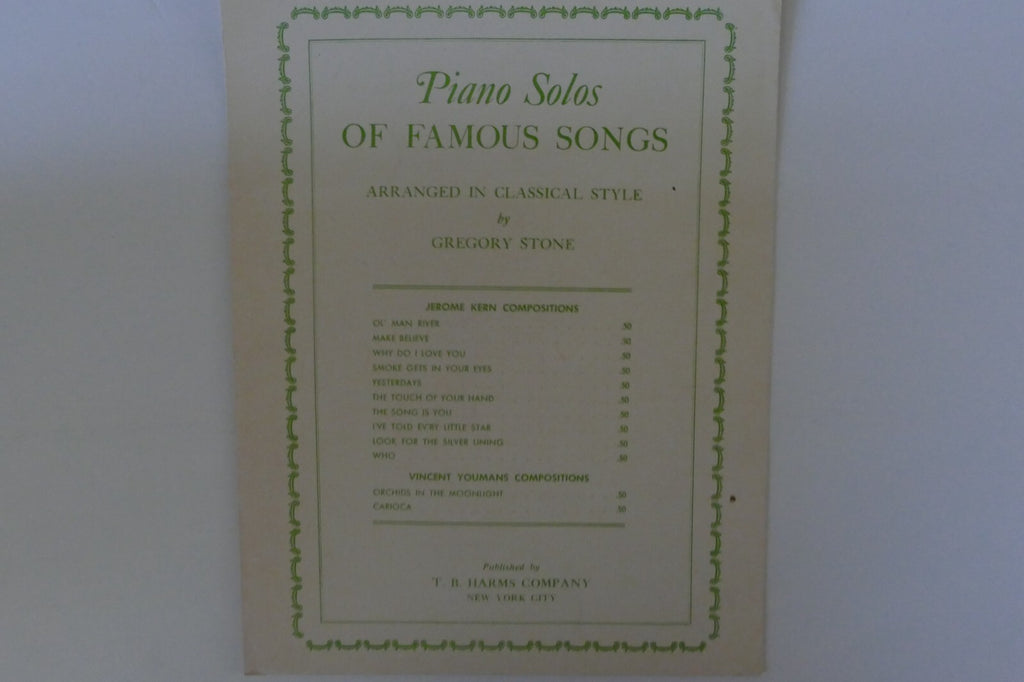 Piano Solos
OF FAMOUS SONGS
ARRANGED IN CLASSICAL STYLE
by
GREGORY STONE
JEROME KERN COMPOSITIONS
OL' MAN RIVER .50
MAKE BELIEVE .50
WHY DO I LOVE YOU .50
SMOKE GETS IN YOUR EYES .50
YESTERDAYS .50
THE TOUCH OF YOUR HAND .50
THE SONG IS YOU .50
I'VE TOLD EV'RY LITTLE STAR .50
LOOK FOR THE SILVER LINING .50
WHO .50
VINCENT YOUMANS COMPOSITIONS
ORCHIDS IN THE MOONLIGHT .50
CARIOCA .50
Published by
T. B. HARMS COMPANY
NEW YORK CITY